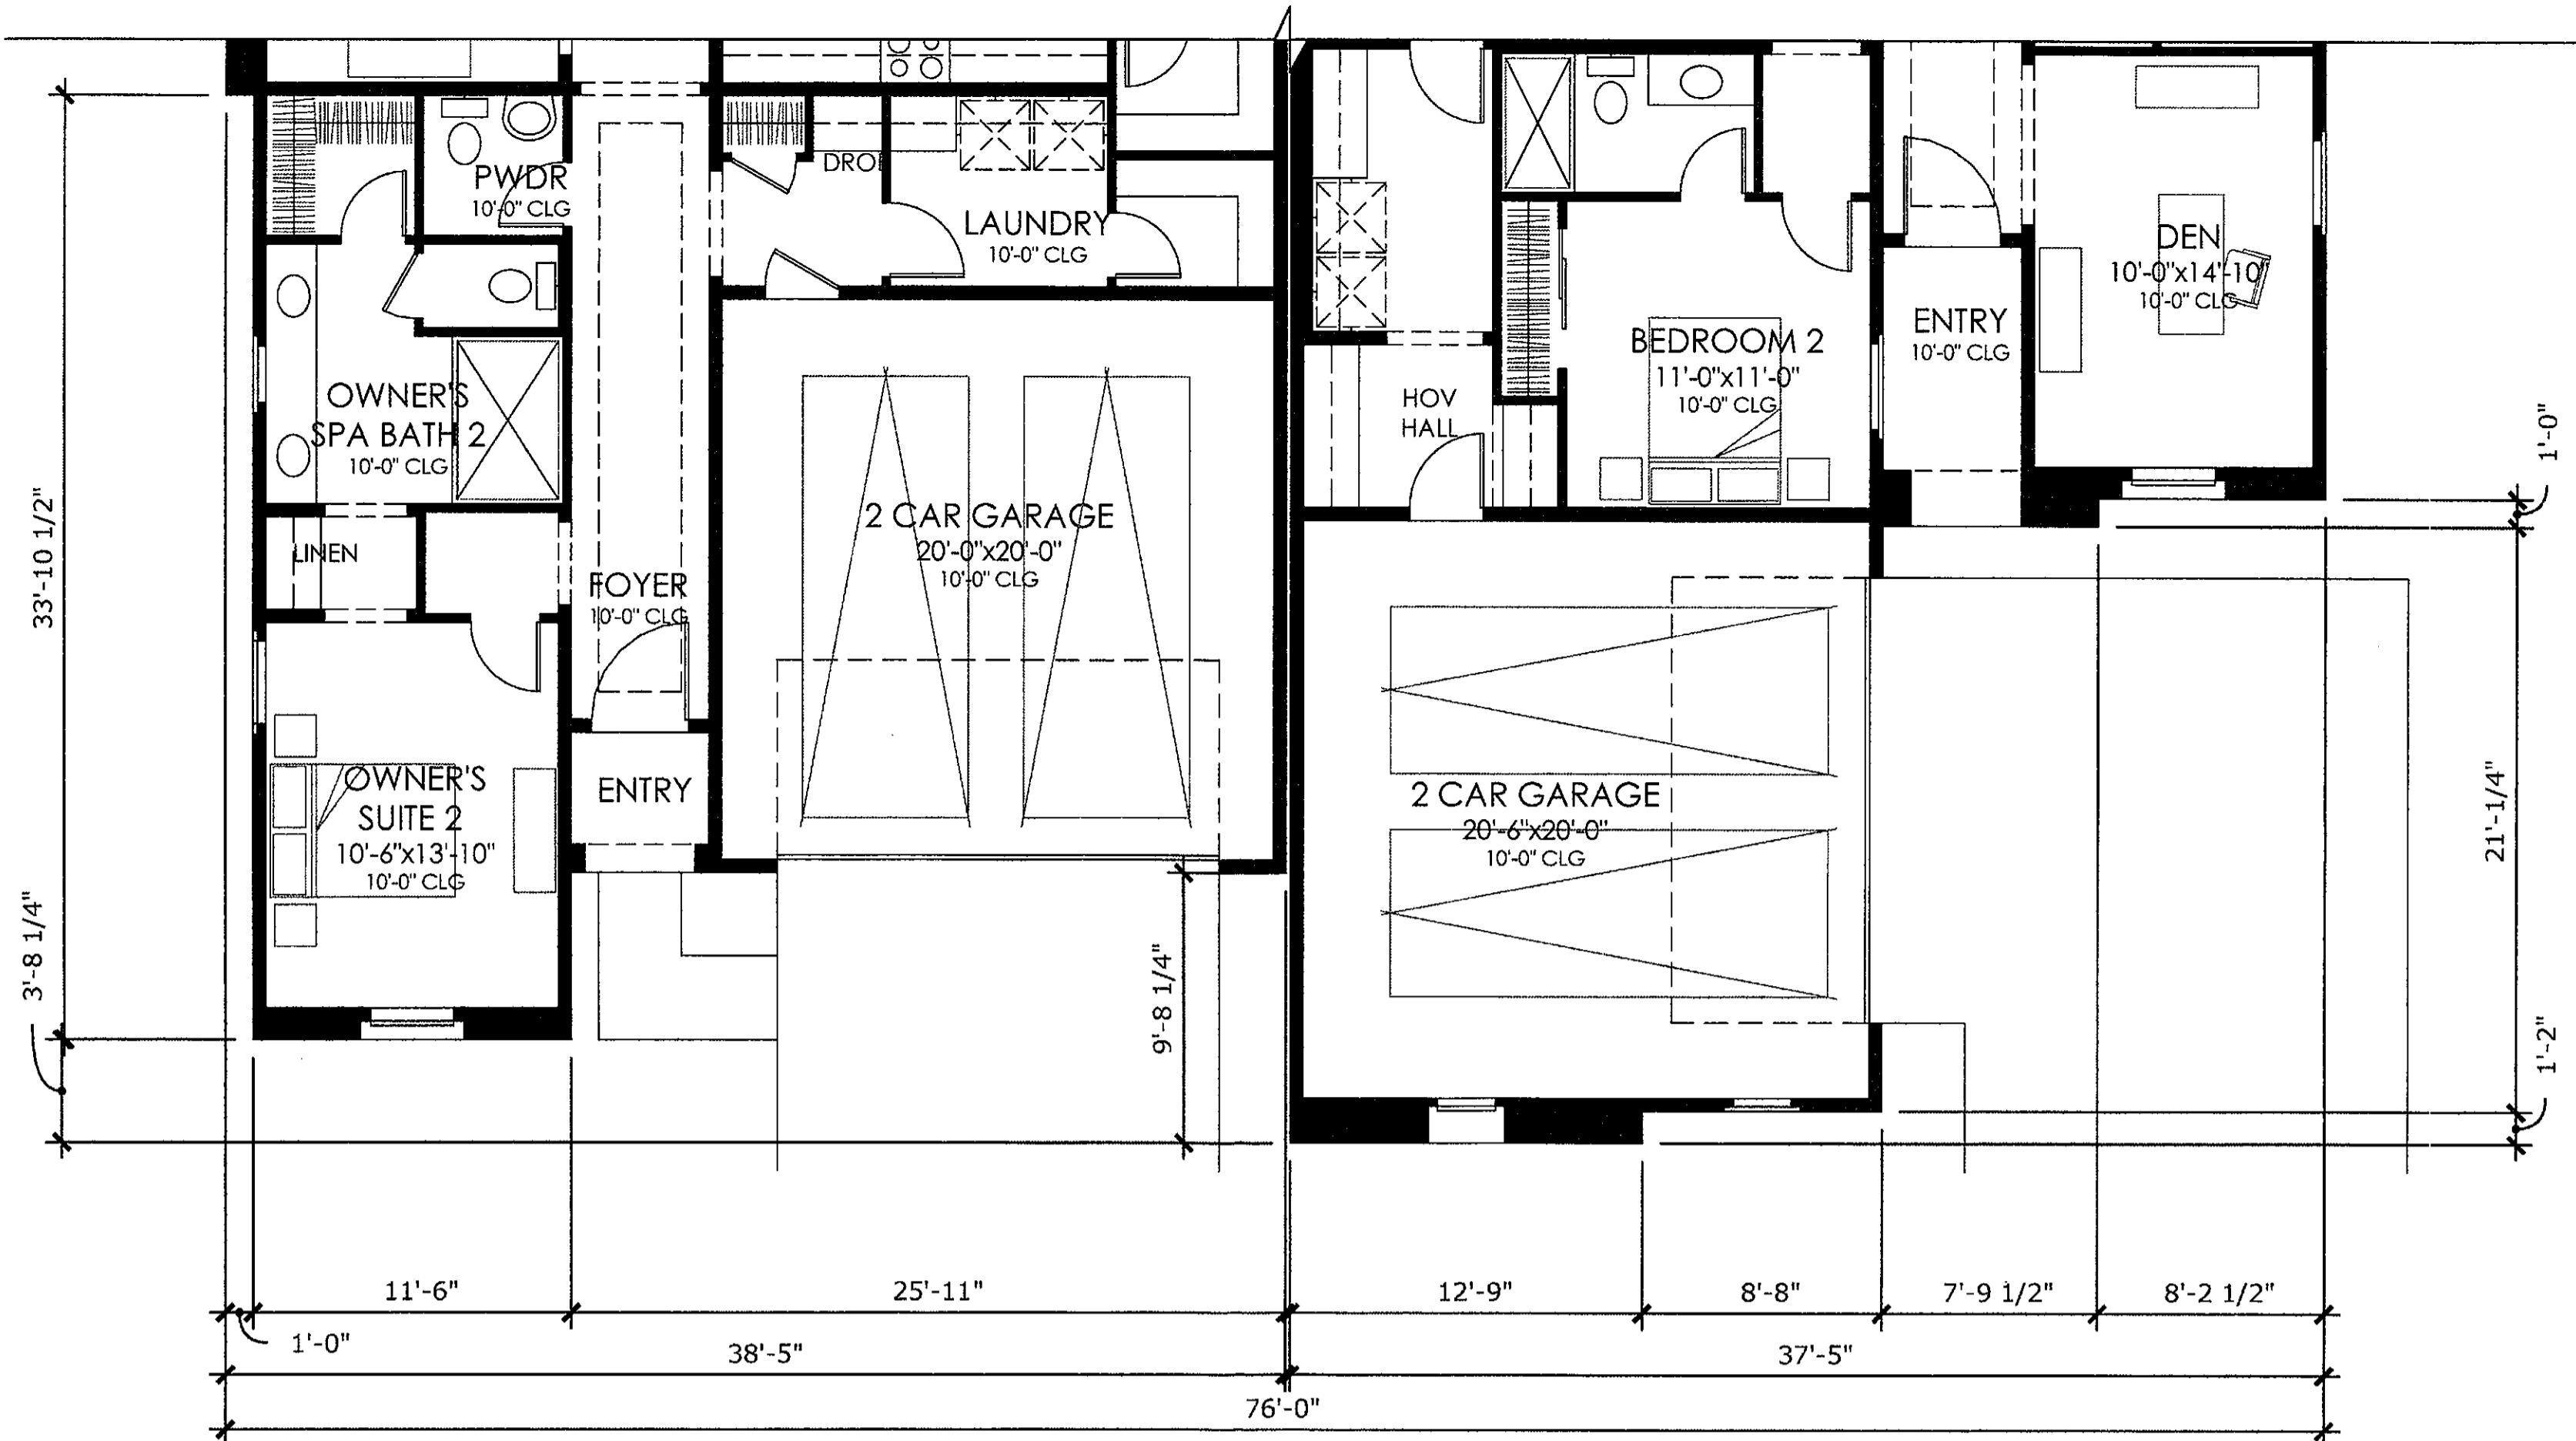 PWDR
10'-0" CLG
DRO
LAUNDRY
10'-0" CLG
OWNER'S
SPA BATH 2
10'-0" CLG
LINEN
FOYER
10'-0" CLG
2 CAR GARAGE
20'-0"x20'-0"
10'-0" CLG
OWNER'S
SUITE 2
10'-6"x13'-10"
10'-0" CLG
ENTRY
BEDROOM 2
11'-0"x11'-0"
10'-0" CLG
HOV
HALL
ENTRY
10'-0" CLG
DEN
10'-0"x14'-10"
10'-0" CLG
2 CAR GARAGE
20'-6"x20'-0"
10'-0" CLG
33'-10 1/2"
3'-8 1/4"
9'-8 1/4"
1'-0"
21'-1/4"
1'-2"
11'-6"
25'-11"
12'-9"
8'-8"
7'-9 1/2"
8'-2 1/2"
1'-0"
38'-5"
37'-5"
76'-0"